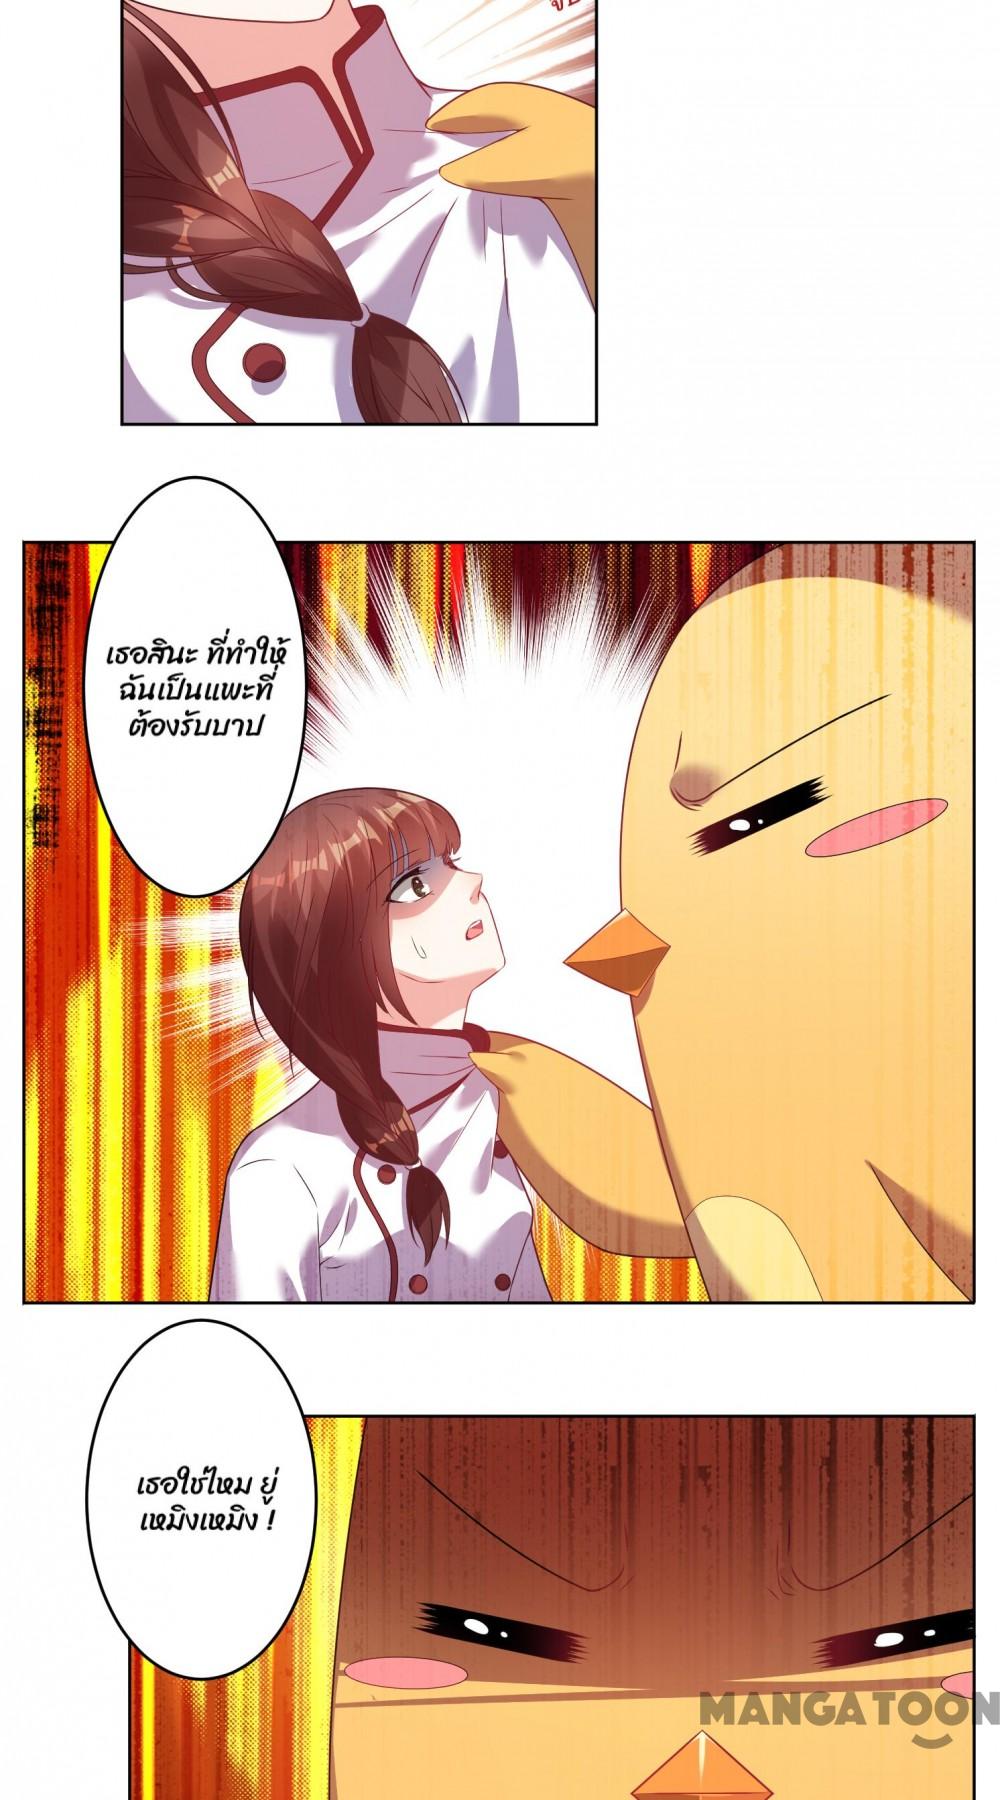 เธอสินะ ที่ทำให้
ฉันเป็นแพะที่
ต้องรับบาป
เธอใช่ไหม ยู่
เหมิงเหมิง !
MANGATOON